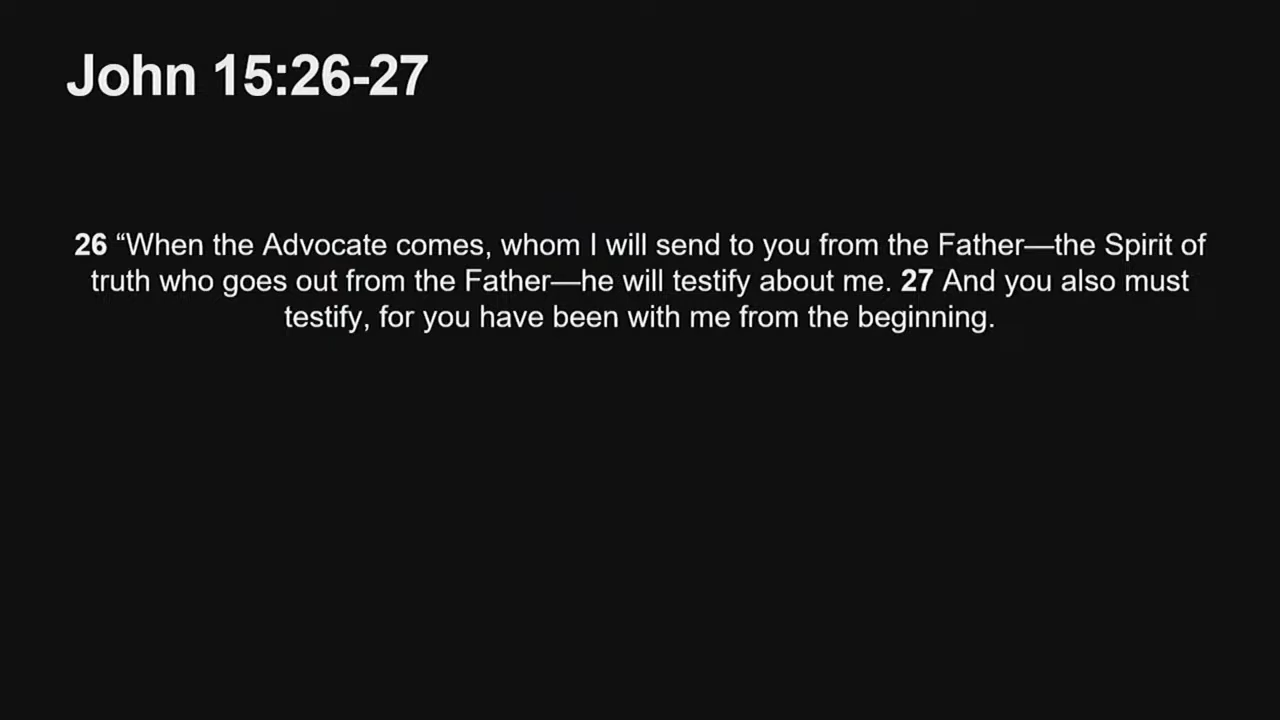 John 15:26-27
26 “When the Advocate comes, whom I will send to you from the Father—the Spirit of
truth who goes out from the Father—he will testify about me. 27 And you also must
testify, for you have been with me from the beginning.